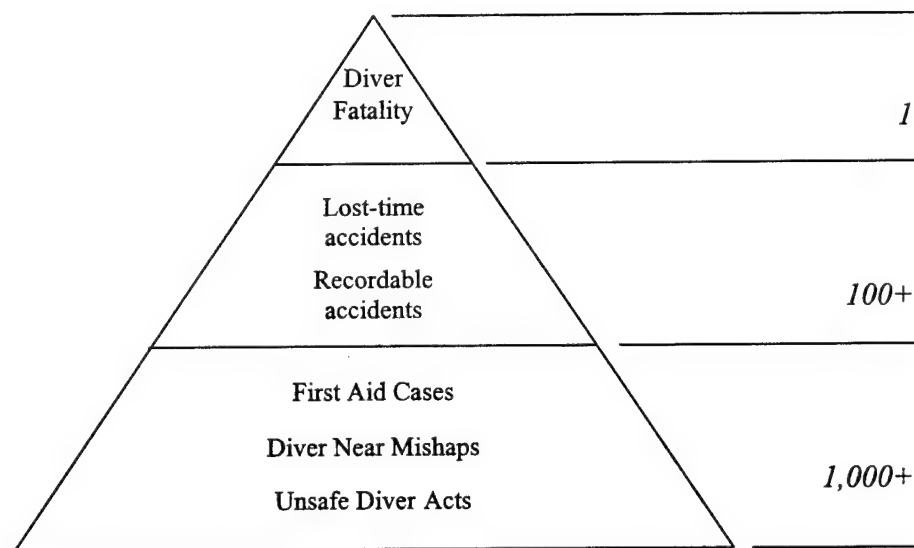 Diver
Fatality
1
Lost-time
accidents
Recordable
accidents
100+
First Aid Cases
Diver Near Mishaps
Unsafe Diver Acts
1,000+